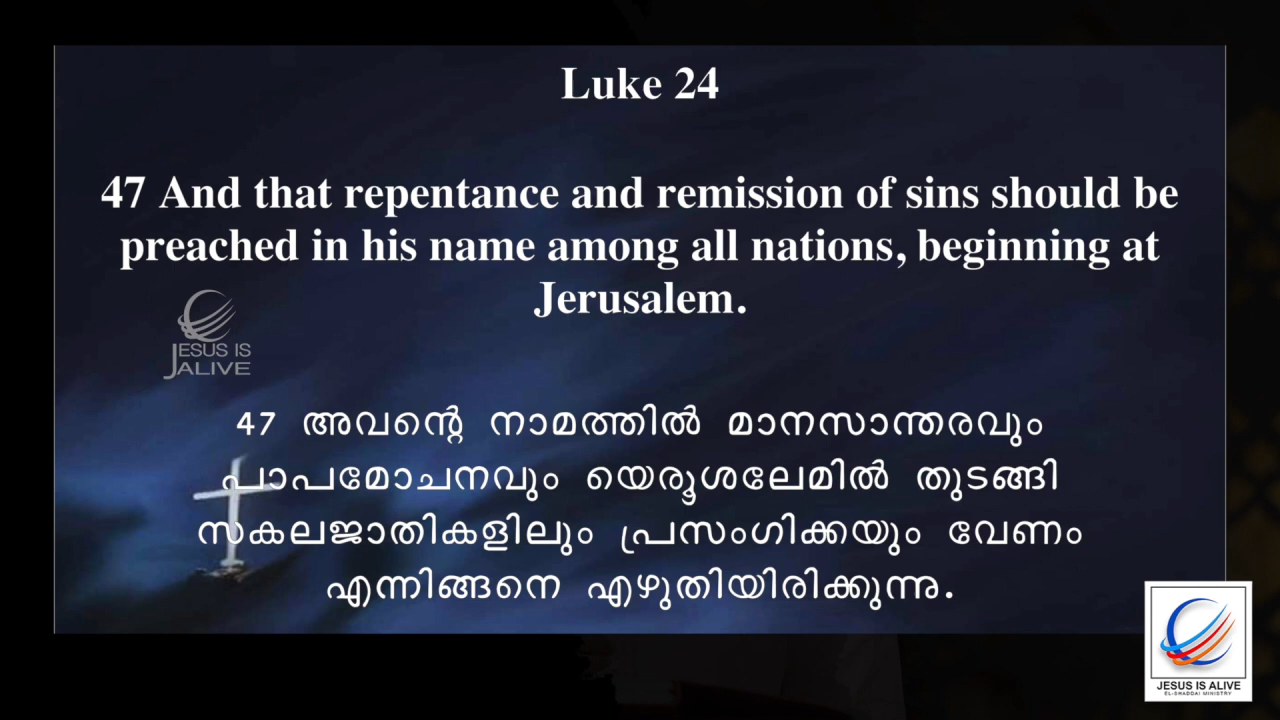 Luke 24
47 And that repentance and remission of sins should be
preached in his name among all nations, beginning at
Jerusalem.
JESUS IS
ALIVE
47 അവന്റെ നാമത്തിൽ മാനസാന്തരവും
പാപമോചനവും യെരൂശലേമിൽ തുടങ്ങി
സകലജാതികളിലും പ്രസംഗിക്കയും വേണം
എന്നിങ്ങനെ എഴുതിയിരിക്കുന്നു.
JESUS IS ALIVE
EL-SHADDAI MINISTRY